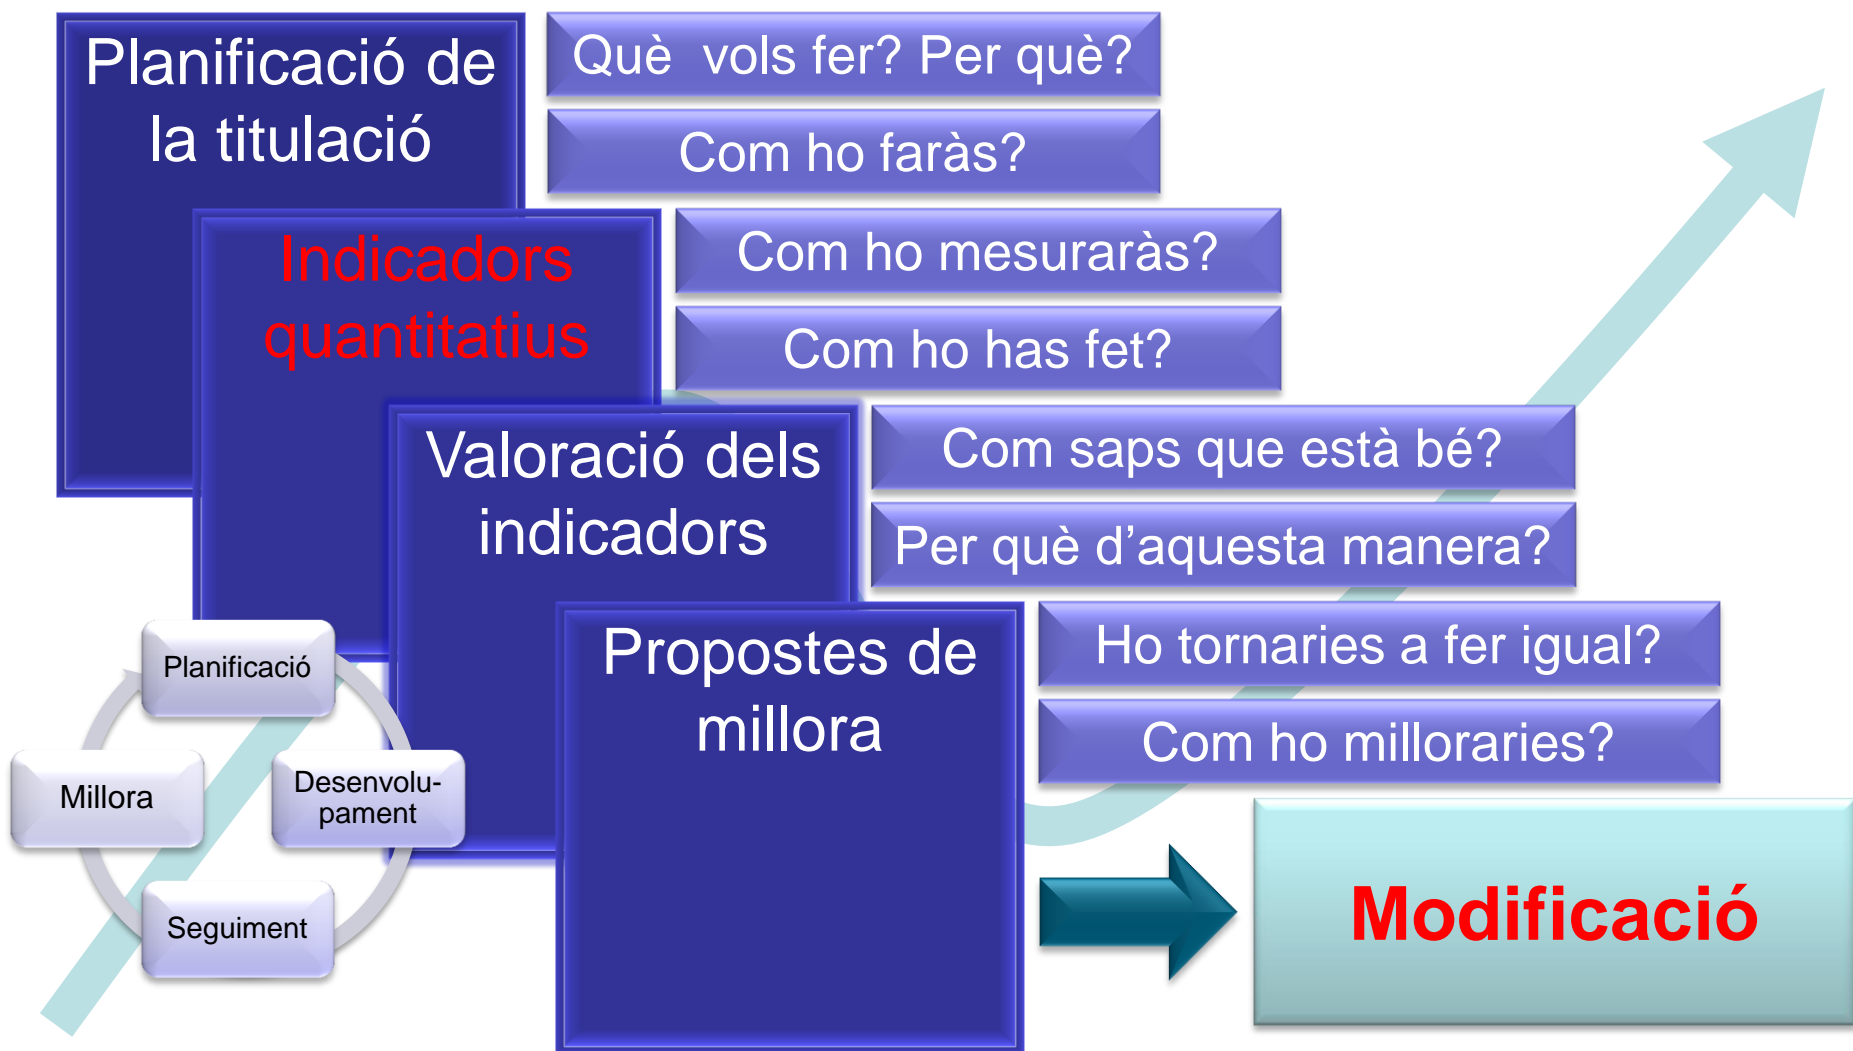 Planificació de
la titulació
Què  vols fer? Per què?
Com ho faràs?
Indicadors
quantitatius
Com ho mesuraràs?
Com ho has fet?
Valoració dels
indicadors
Com saps que està bé?
Per què d’aquesta manera?
Propostes de
millora
Ho tornaries a fer igual?
Com ho milloraries?
Planificació
Desenvolu-
pament
Seguiment
Millora
Modificació